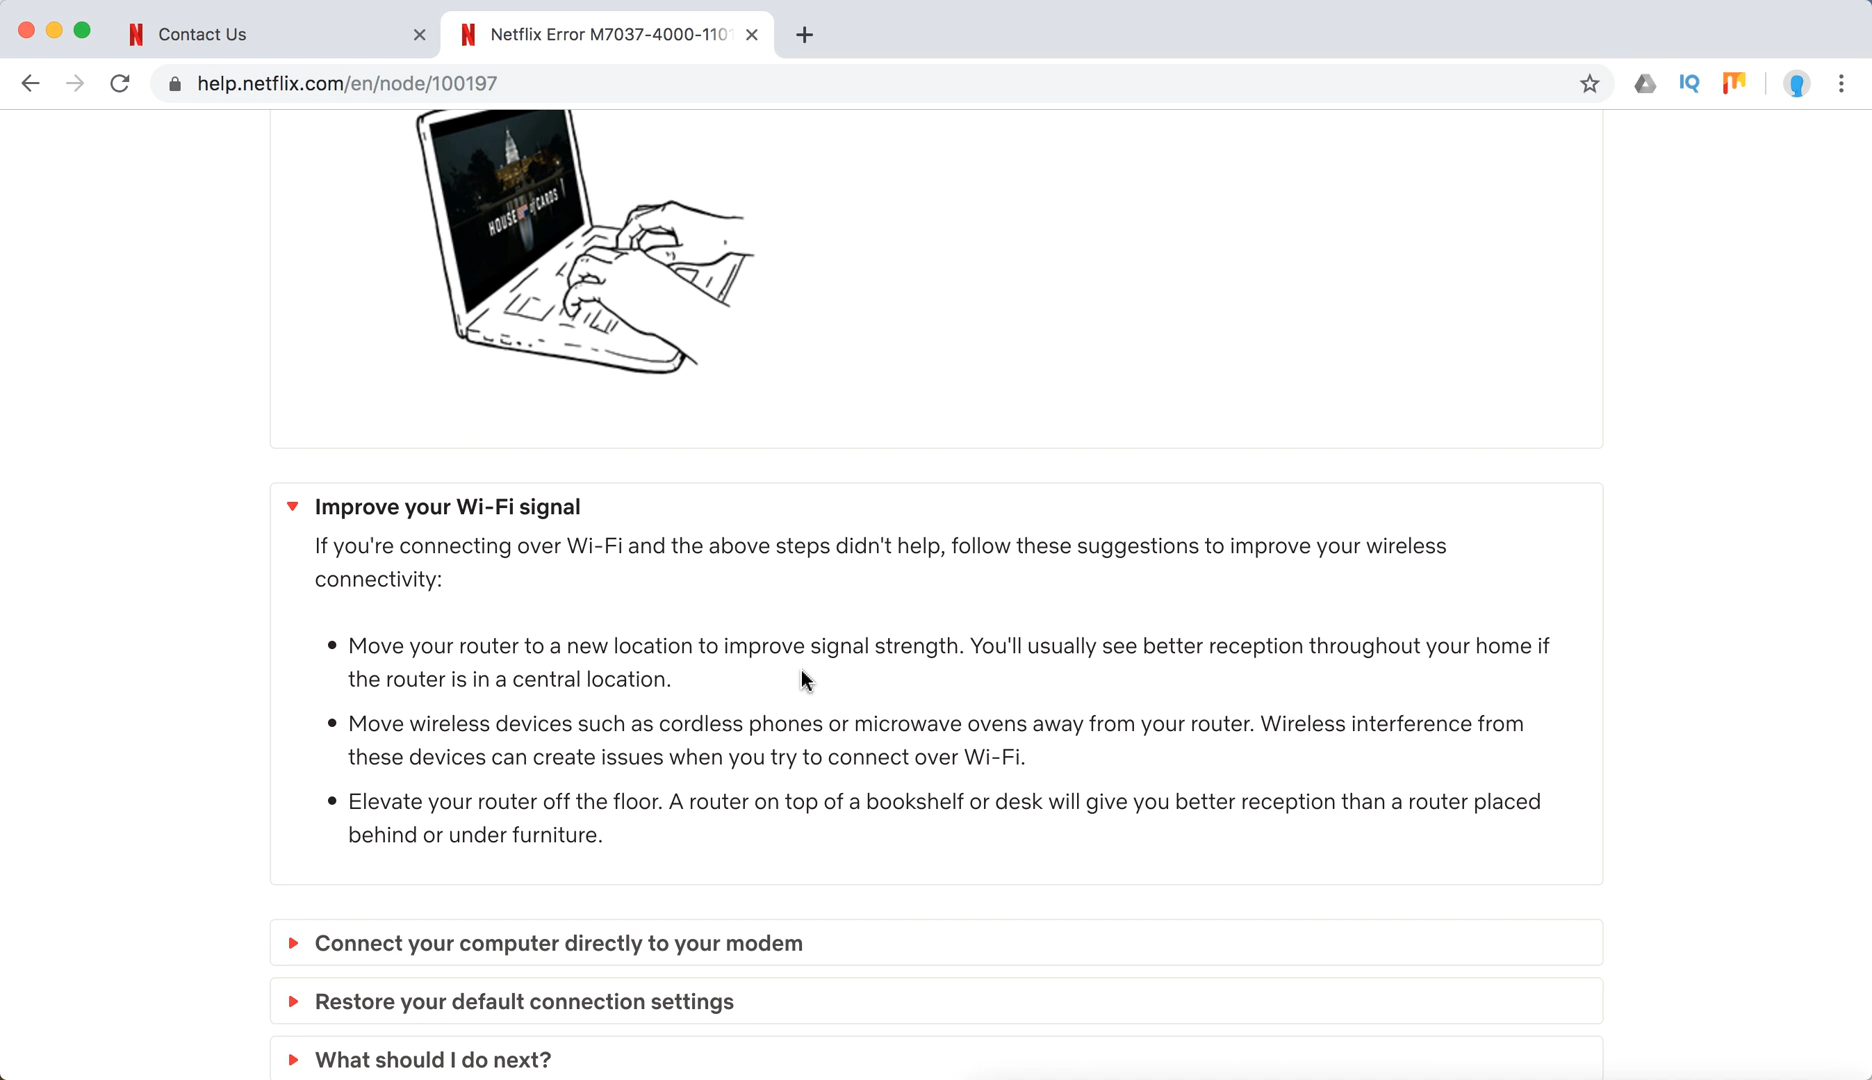 Contact Us
Netflix Error M7037-4000-110
help.netflix.com/en/node/100197
IQ
HOUSE of CARDS
Improve your Wi-Fi signal
If you're connecting over Wi-Fi and the above steps didn't help, follow these suggestions to improve your wireless
connectivity:
• Move your router to a new location to improve signal strength. You'll usually see better reception throughout your home if
the router is in a central location.
• Move wireless devices such as cordless phones or microwave ovens away from your router. Wireless interference from
these devices can create issues when you try to connect over Wi-Fi.
• Elevate your router off the floor. A router on top of a bookshelf or desk will give you better reception than a router placed
behind or under furniture.
Connect your computer directly to your modem
Restore your default connection settings
What should I do next?